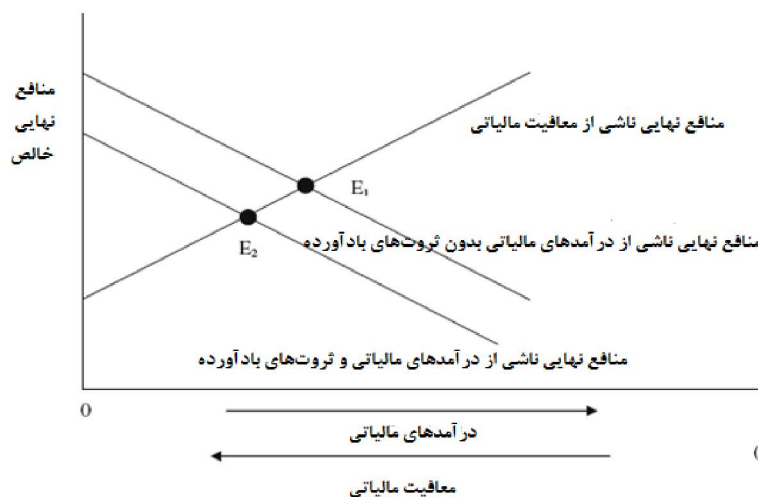 منافع
نهایی
خالص
منافع نهایی ناشی از معافیت مالیاتی
E₁
E₂
منافع نهایی ناشی از درآمدهای مالیاتی بدون ثروت‌های بادآورده
منافع نهایی ناشی از درآمدهای مالیاتی و ثروت‌های بادآورده
0
درآمدهای مالیاتی
معافیت مالیاتی